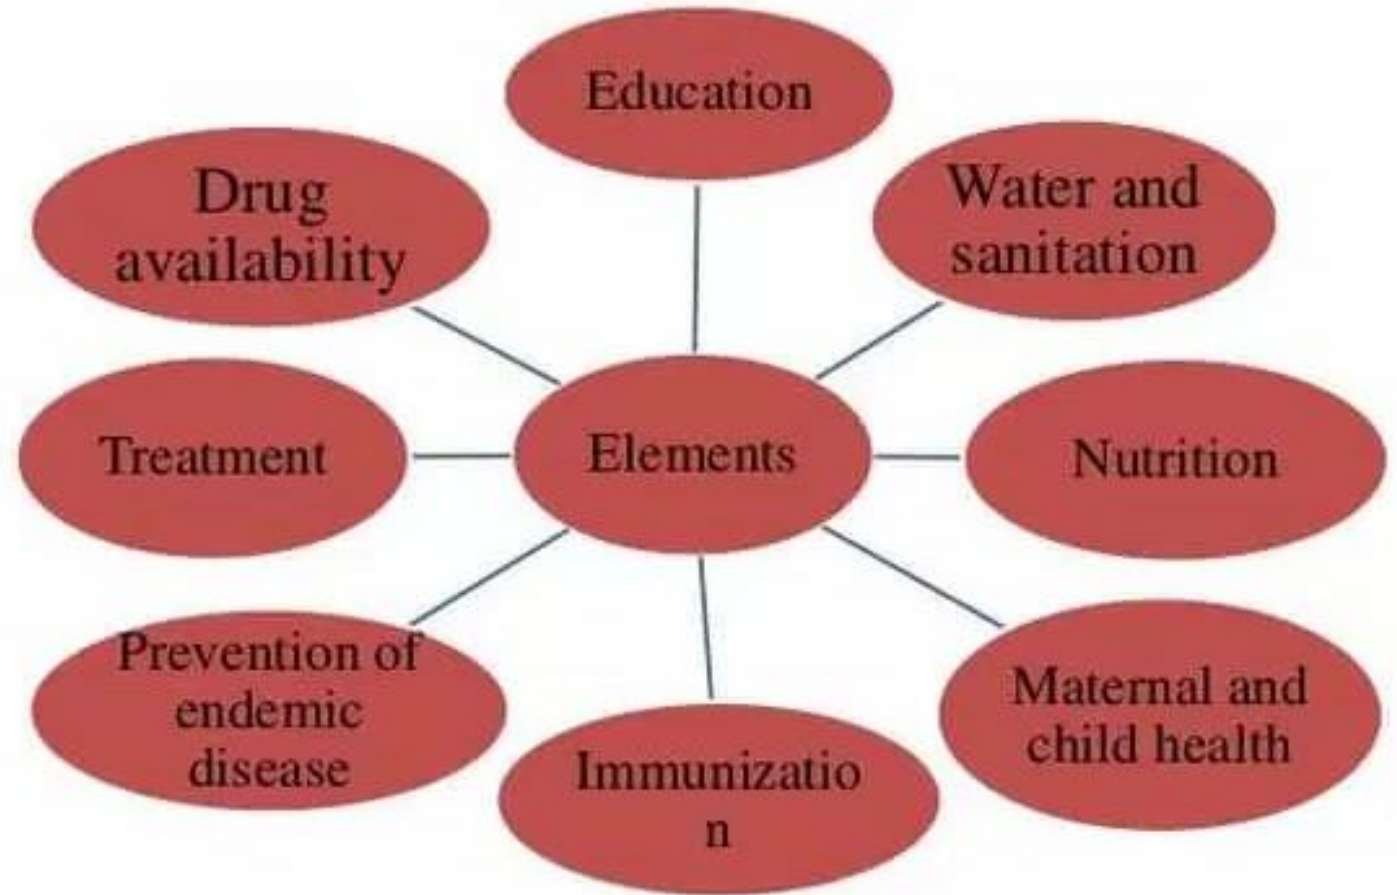 Education
Drug
availability
Water and
sanitation
Treatment
Elements
Nutrition
Prevention of
endemic
disease
Immunizatio
n
Maternal and
child health